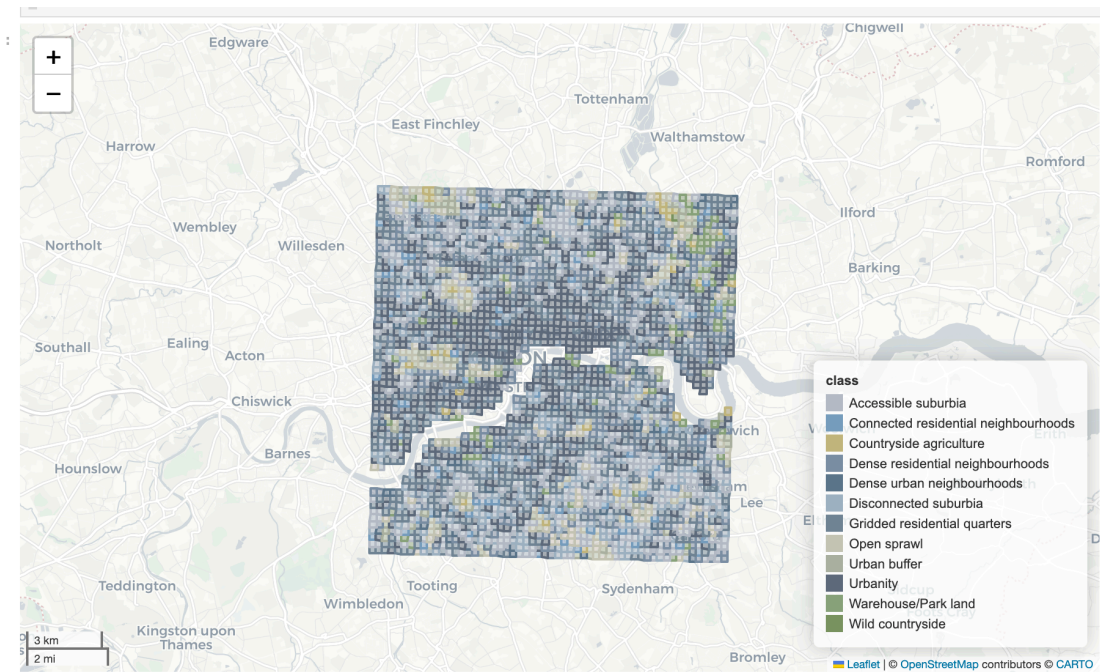 Chigwell
Edgware
+
−
Tottenham
East Finchley
Walthamstow
Harrow
Romford
Ilford
Wembley
Northolt
Willesden
Barking
Southall
Ealing
Acton
Chiswick
Barnes
Hounslow
Lee
Teddington
Tooting
Sydenham
Wimbledon
Kingston upon
Thames
Bromley
Erith
class
Accessible suburbia
Connected residential neighbourhoods
Countryside agriculture
Dense residential neighbourhoods
Dense urban neighbourhoods
Disconnected suburbia
Gridded residential quarters
Open sprawl
Urban buffer
Urbanity
Warehouse/Park land
Wild countryside
3 km
2 mi
Leaflet | © OpenStreetMap contributors © CARTO